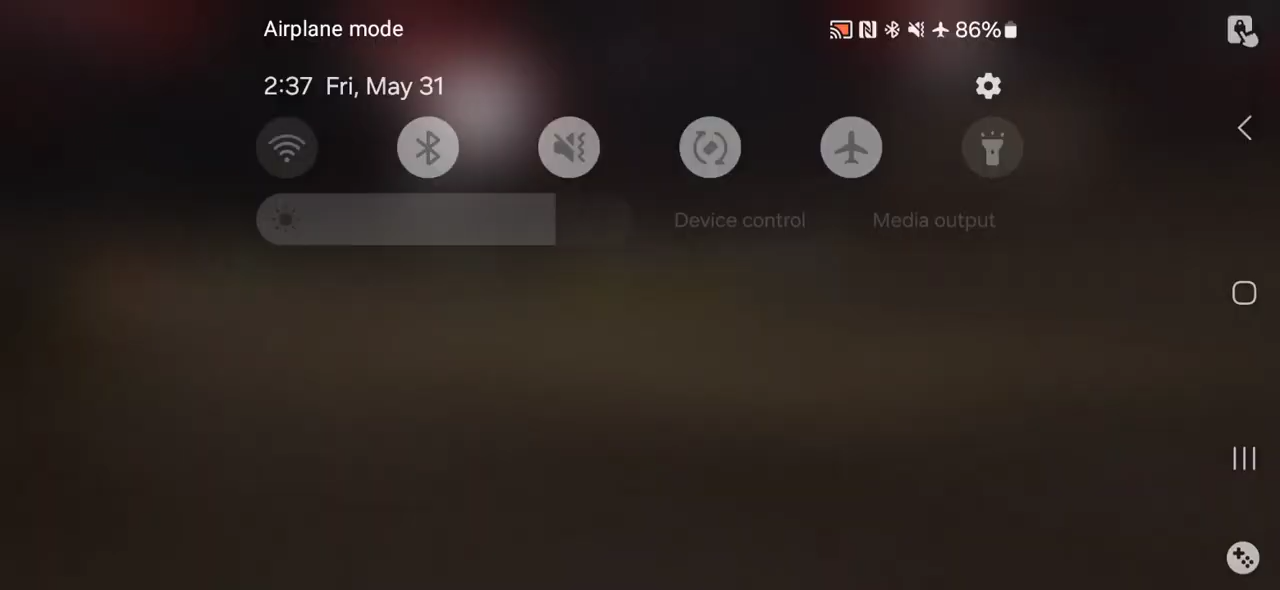 Airplane mode
86%
2:37 Fri, May 31
Device control
Media output